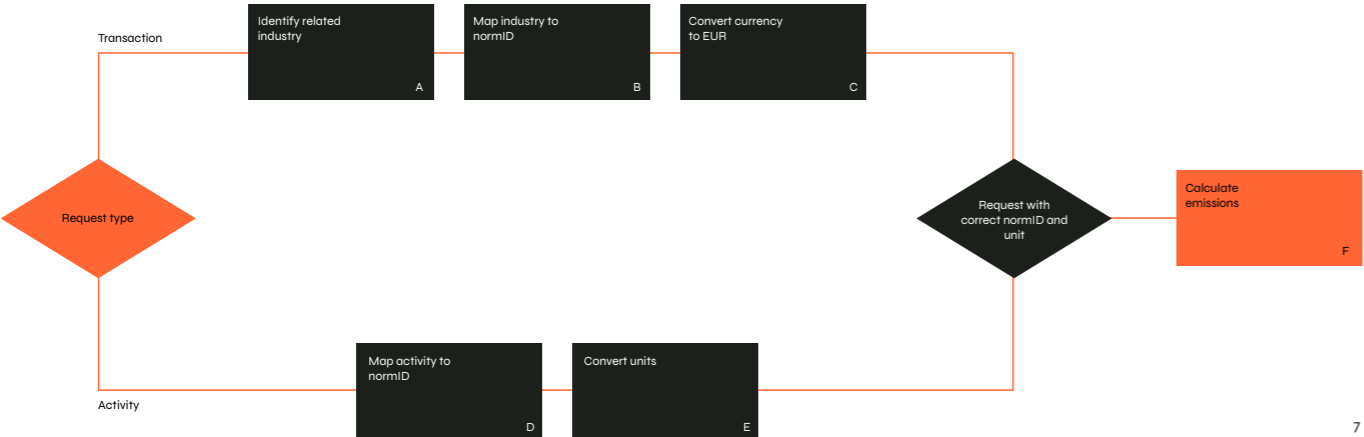 Transaction
Identify related
industry
A
Map industry to
normID
B
Convert currency
to EUR
C
Request type
Request with
correct normID and
unit
Calculate
emissions
F
Activity
Map activity to
normID
D
Convert units
E
7